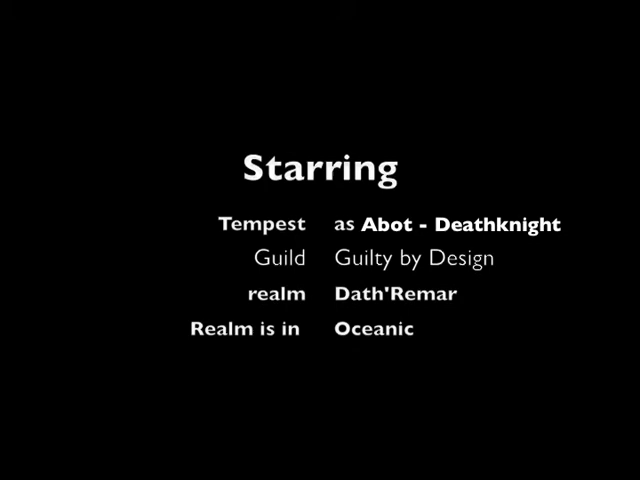 Starring
Tempest as Abot - Deathknight
Guild Guilty by Design
realm Dath'Remar
Realm is in Oceanic